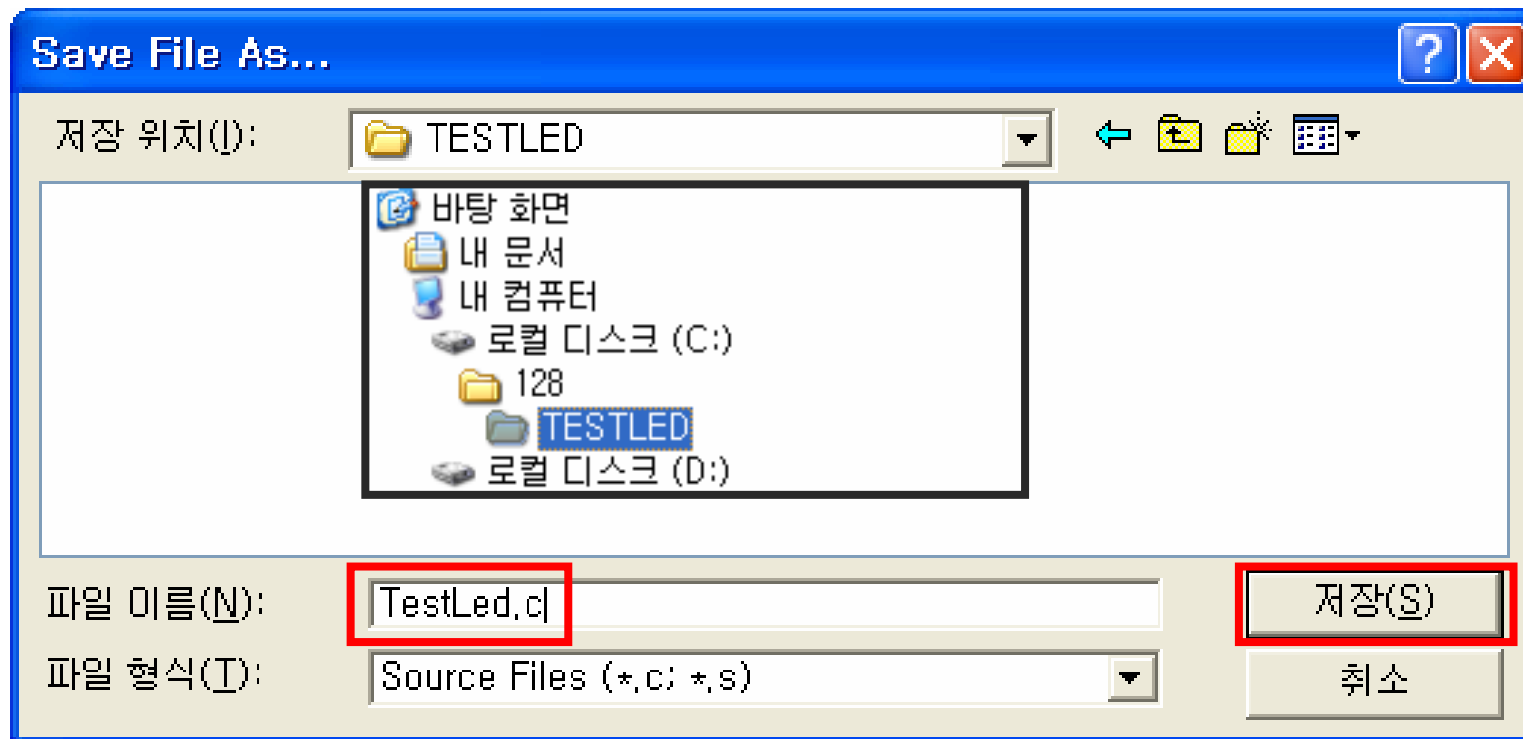 Save File As...
저장 위치(I):
TESTLED
바탕 화면
내 문서
내 컴퓨터
로컬 디스크 (C:)
128
TESTLED
로컬 디스크 (D:)
파일 이름(N):
TestLed.c
저장(S)
파일 형식(T):
Source Files (*.c; *.s)
취소